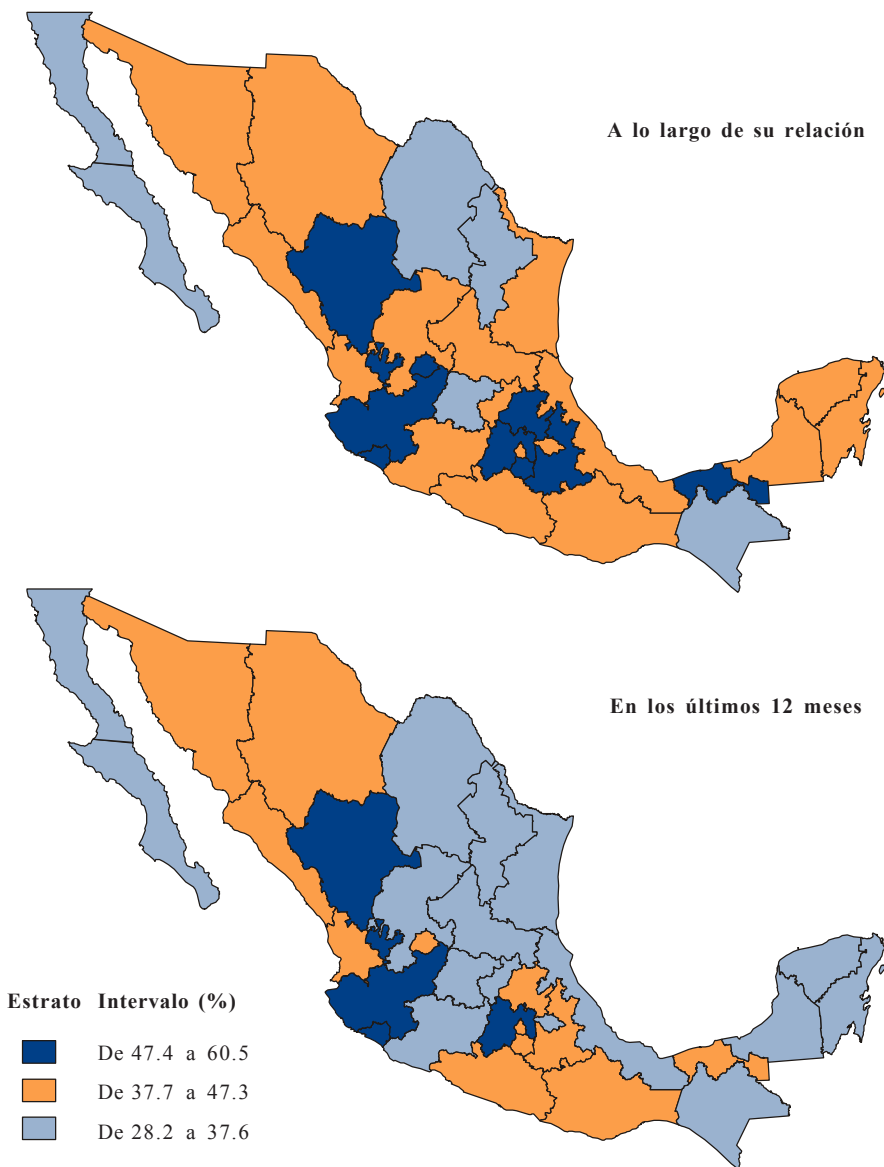 A lo largo de su relación
En los últimos 12 meses
Estrato Intervalo (%)
De 47.4 a 60.5
De 37.7 a 47.3
De 28.2 a 37.6